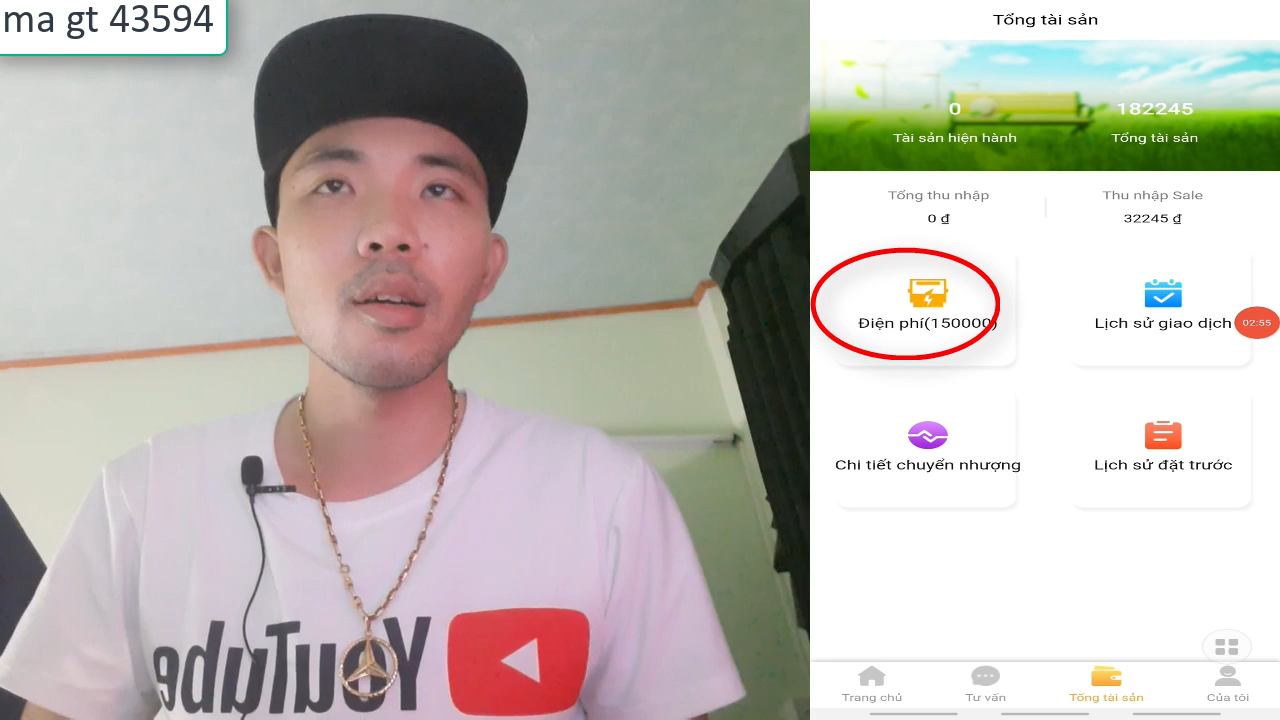 ma gt 43594
YouTube
Tổng tài sản
0
182245
Tài sản hiện hành
Tổng tài sản
Tổng thu nhập
Thu nhập Sale
0 ₫
32245 ₫
Điện phí(150000)
Lịch sử giao dịch
02:55
Chi tiết chuyển nhượng
Lịch sử đặt trước
Trang chủ
Tư vấn
Tổng tài sản
Của tôi